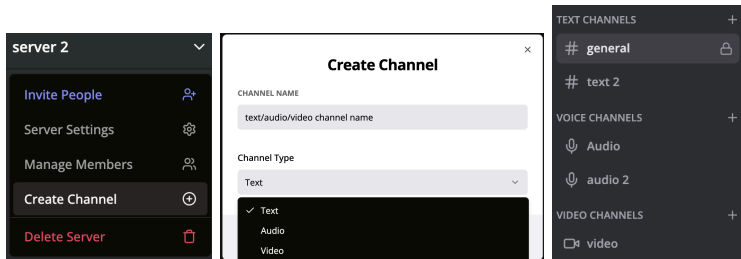 server 2
Invite People
Server Settings
Manage Members
Create Channel
Delete Server
Create Channel
CHANNEL NAME
text/audio/video channel name
Channel Type
Text
Text
Audio
Video
TEXT CHANNELS
# general
# text 2
VOICE CHANNELS
Audio
audio 2
VIDEO CHANNELS
video